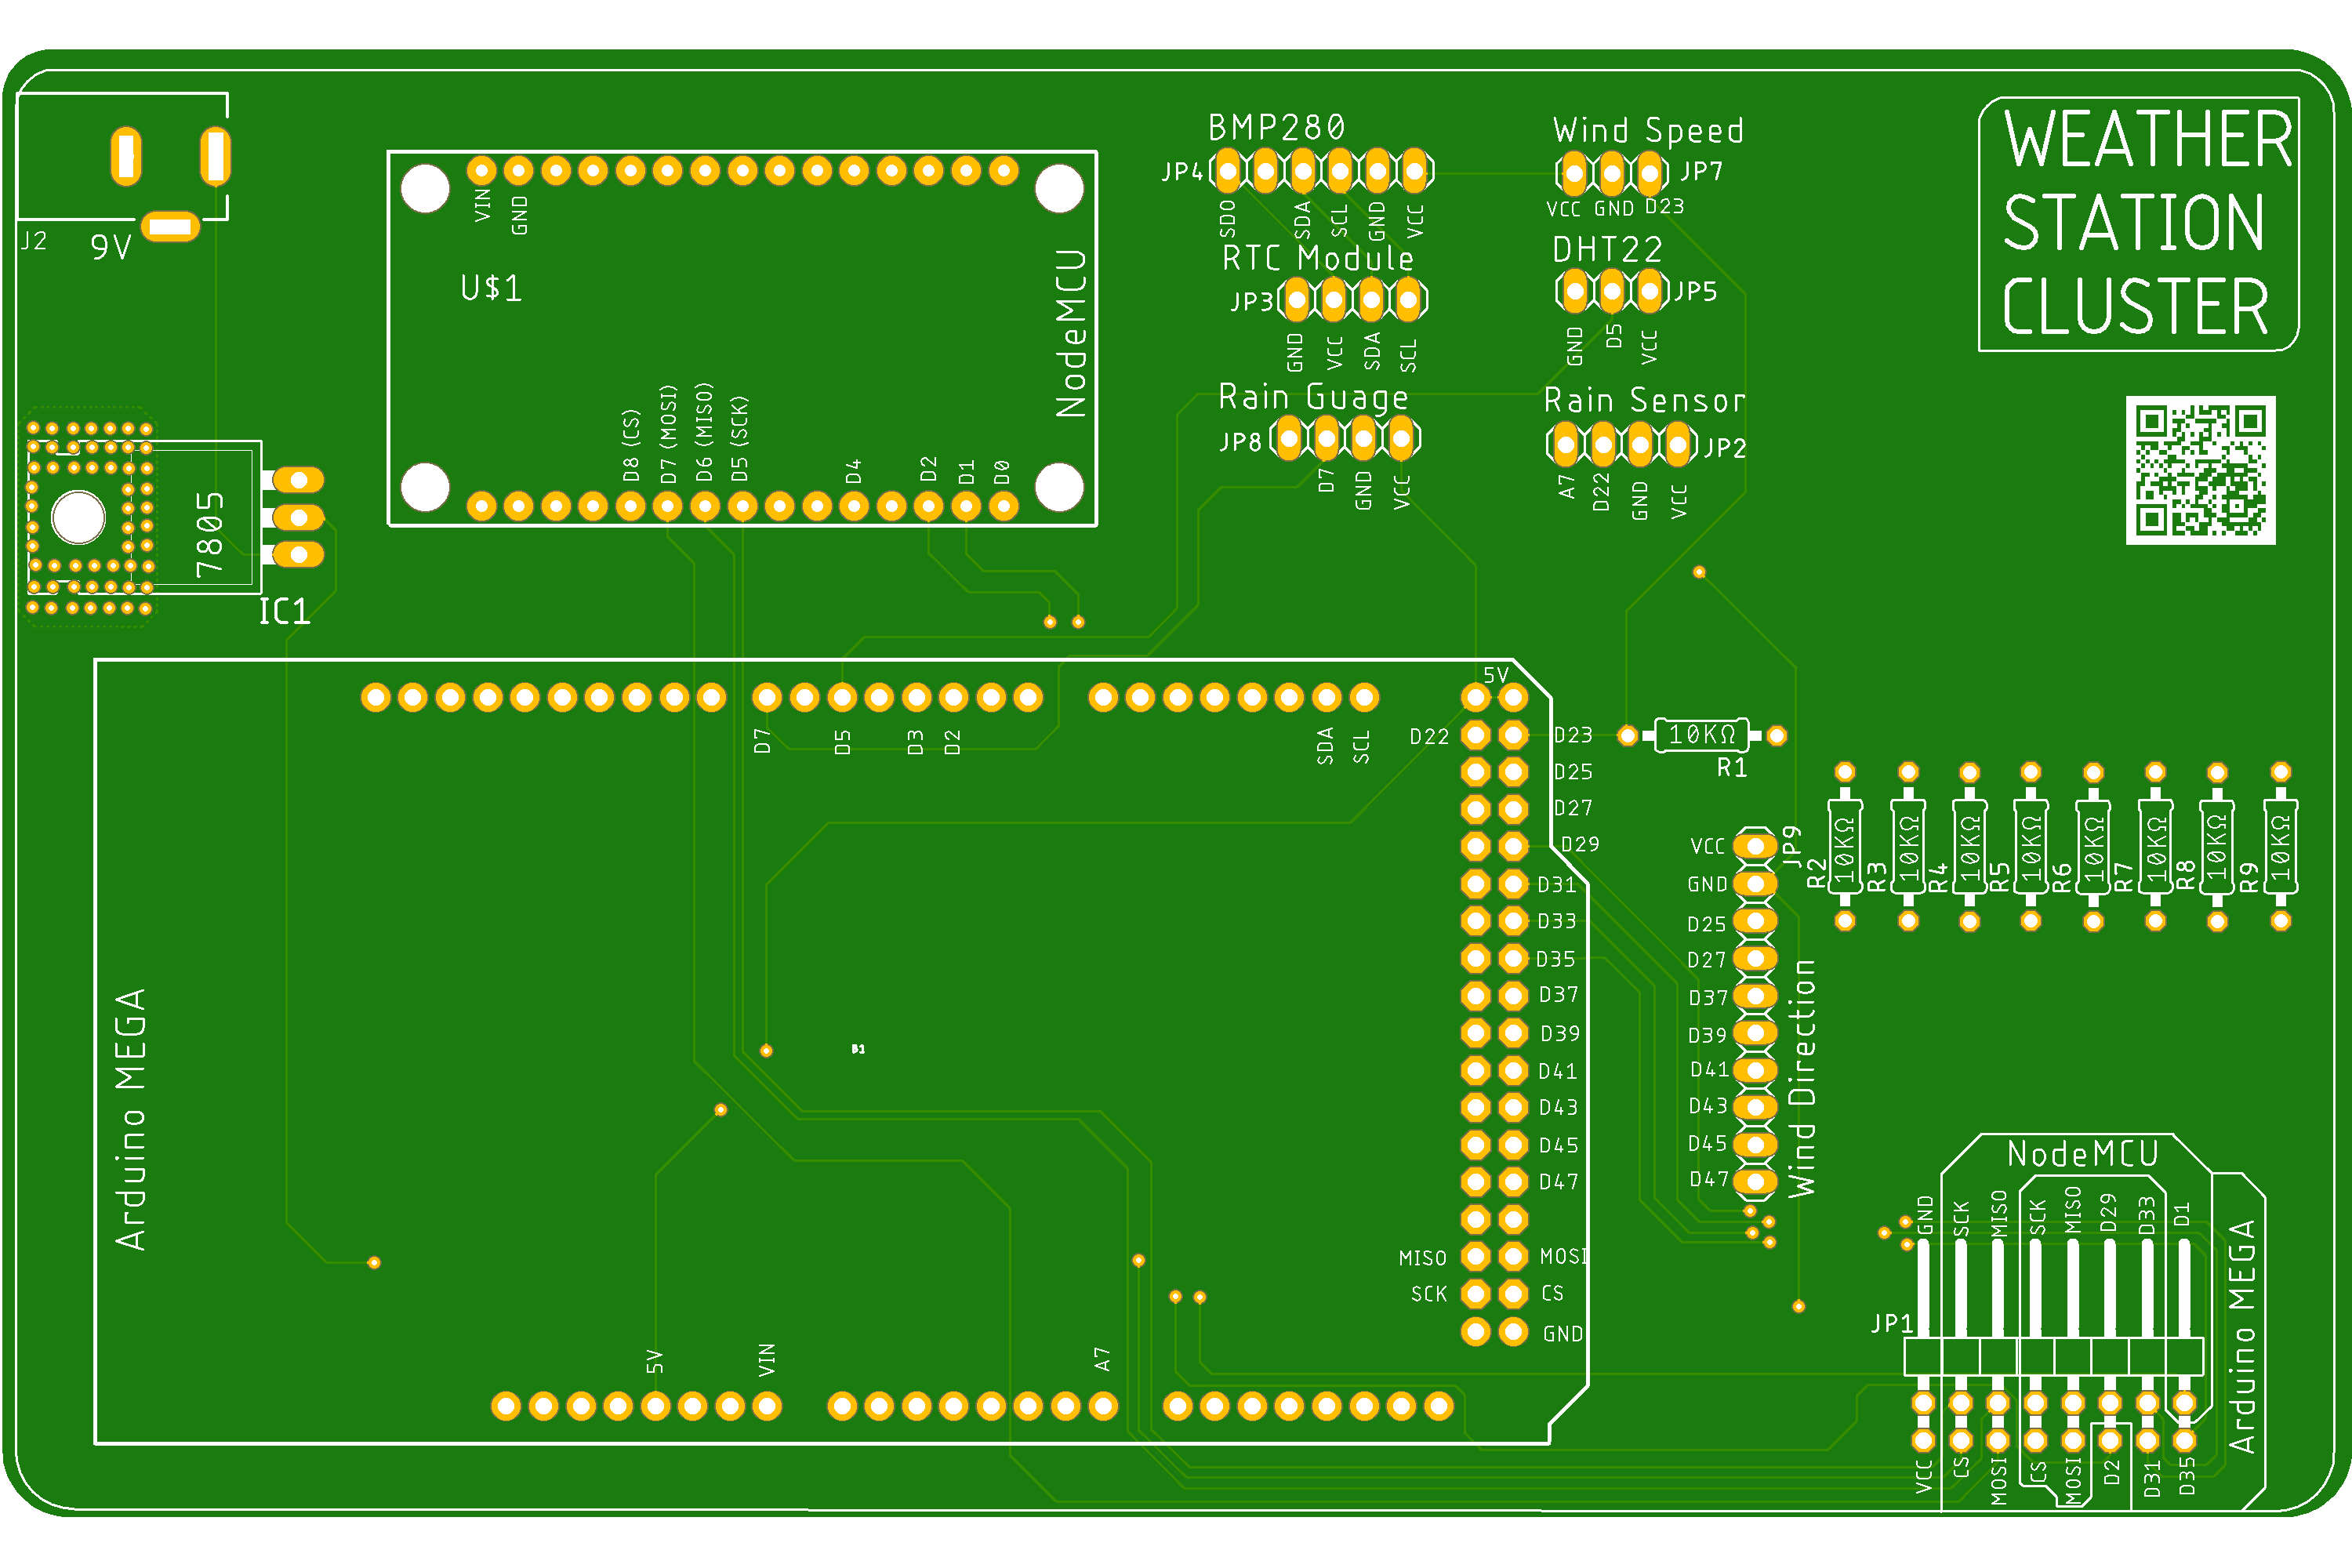 WEATHER
STATION
CLUSTER
J2
9V
U$1
VIN
GND
NodeMCU
D8 (CS)
D7 (MOSI)
D6 (MISO)
D5 (SCK)
D4
D2
D1
D0
7805
IC1
BMP280
JP4
SDO
SDA
SCL
GND
VCC
RTC Module
JP3
GND
VCC
SDA
SCL
Rain Guage
JP8
D7
GND
VCC
Wind Speed
JP7
VCC GND D23
DHT22
JP5
GND
D5
VCC
Rain Sensor
JP2
A7
D22
GND
VCC
Arduino MEGA
D7
D5
D3
D2
SDA
SCL
5V
D22
D23
D25
D27
D29
D31
D33
D35
D37
D39
D41
D43
D45
D47
MISO
MOSI
SCK
CS
GND
B1
5V
VIN
A7
10KΩ
R1
JP9
VCC
GND
D25
D27
D37
D39
D41
D43
D45
D47
Wind Direction
R2
10KΩ
R3
10KΩ
R4
10KΩ
R5
10KΩ
R6
10KΩ
R7
10KΩ
R8
10KΩ
R9
10KΩ
NodeMCU
GND
SCK
MISO
SCK
MISO
D29
D33
D1
JP1
Arduino MEGA
VCC
CS
MOSI
CS
MOSI
D2
D31
D35